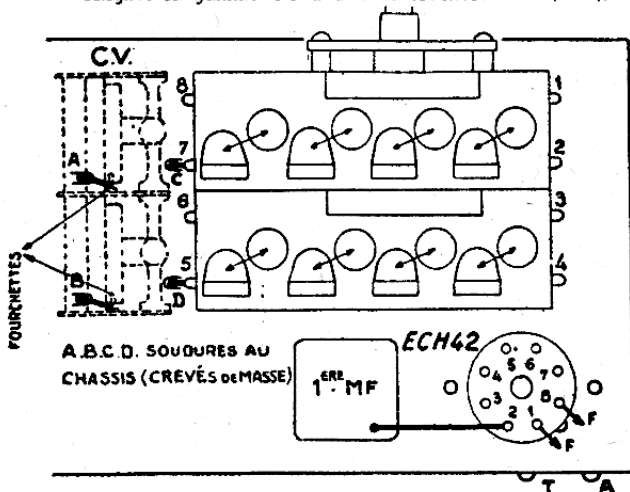 C.V.
8
1
A
7
C
2
6
3
FOURCHETTES
B
5
D
4
A.B.C.D. SOUDURES AU
CHASSIS (CREVÉS DE MASSE)
1ÈRE MF
ECH42
5 6
4 7
3 8
2 1
F
F
T A